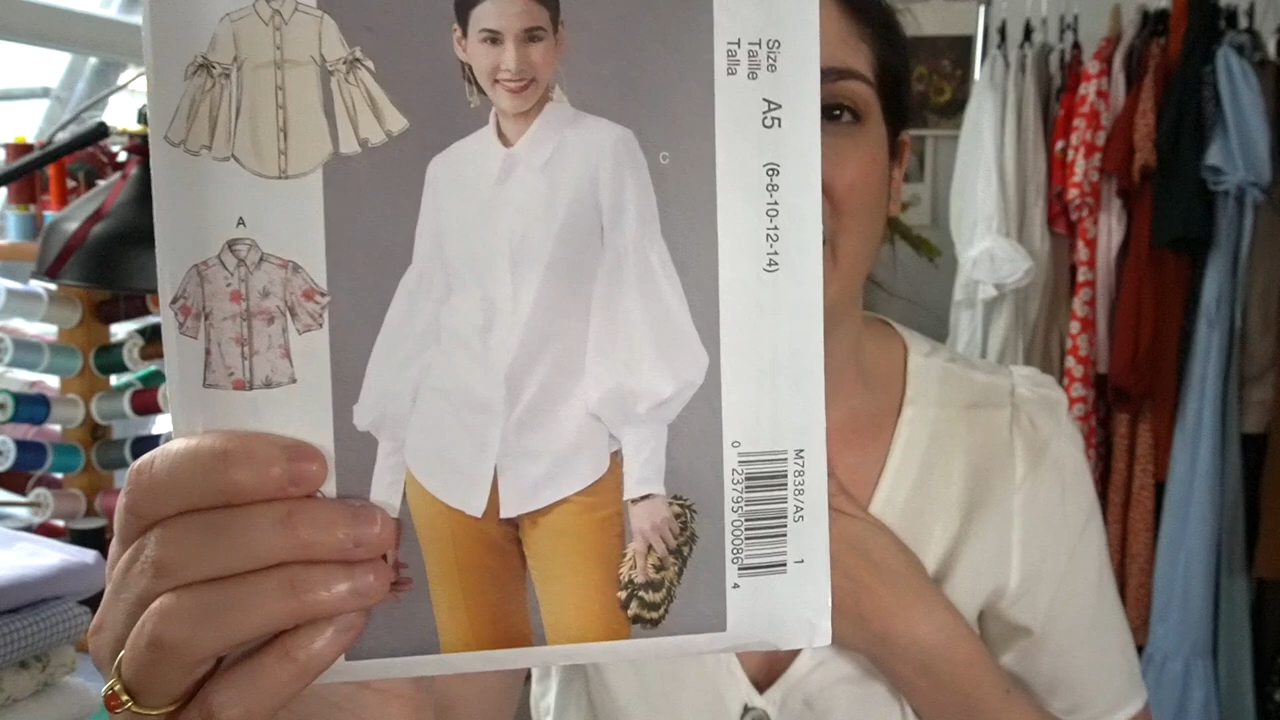 A
C
Size
Taille
Talla
A5
(6-8-10-12-14)
M7838/A5
1
0 23795 00086 4